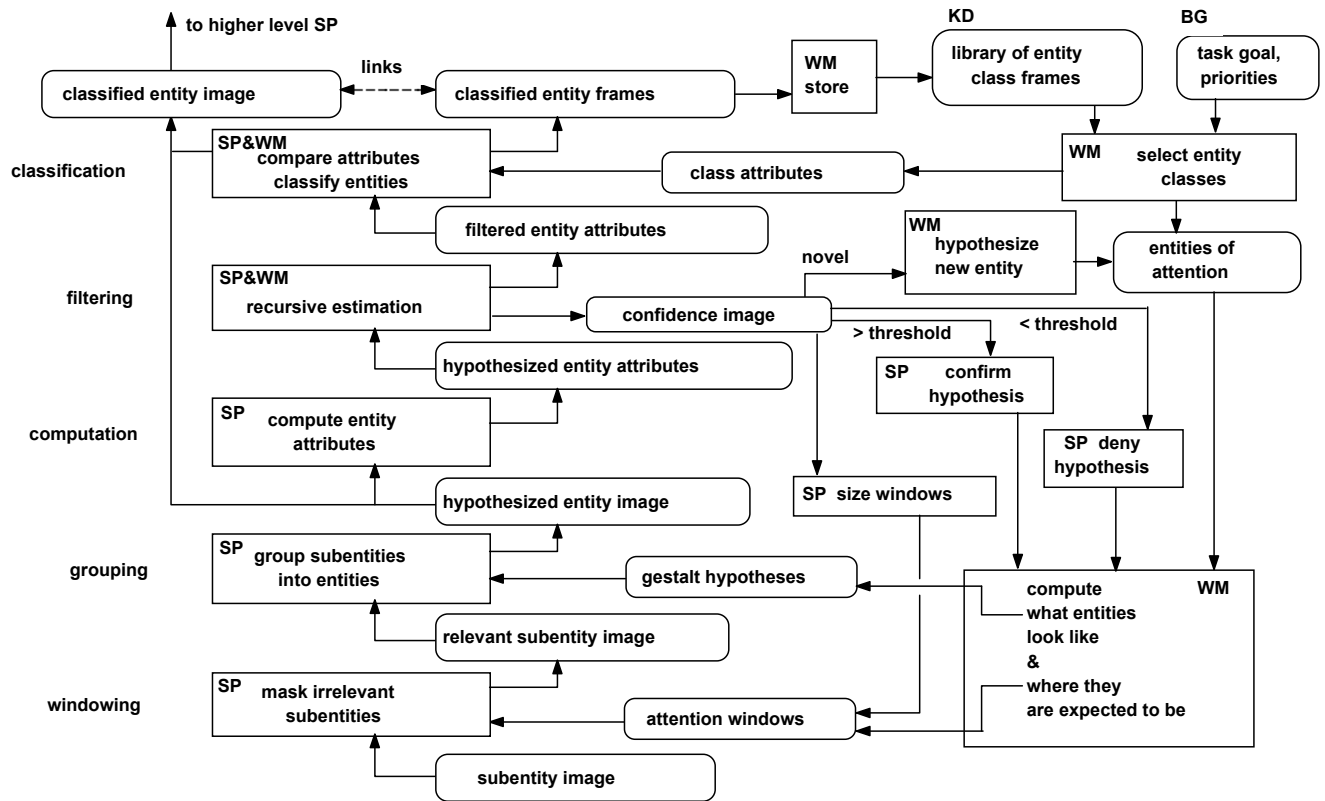 to higher level SP
KD
BG
links
classified entity image
classified entity frames
WM
store
library of entity
class frames
task goal,
priorities
classification
SP&WM
compare attributes
classify entities
class attributes
WM
select entity
classes
filtered entity attributes
novel
WM
hypothesize
new entity
entities of
attention
filtering
SP&WM
recursive estimation
confidence image
> threshold
< threshold
hypothesized entity attributes
SP confirm
hypothesis
computation
SP
compute entity
attributes
SP deny
hypothesis
hypothesized entity image
SP size windows
grouping
SP
group subentities
into entities
gestalt hypotheses
WM
compute
what entities
look like
&
where they
are expected to be
relevant subentity image
windowing
SP
mask irrelevant
subentities
attention windows
subentity image